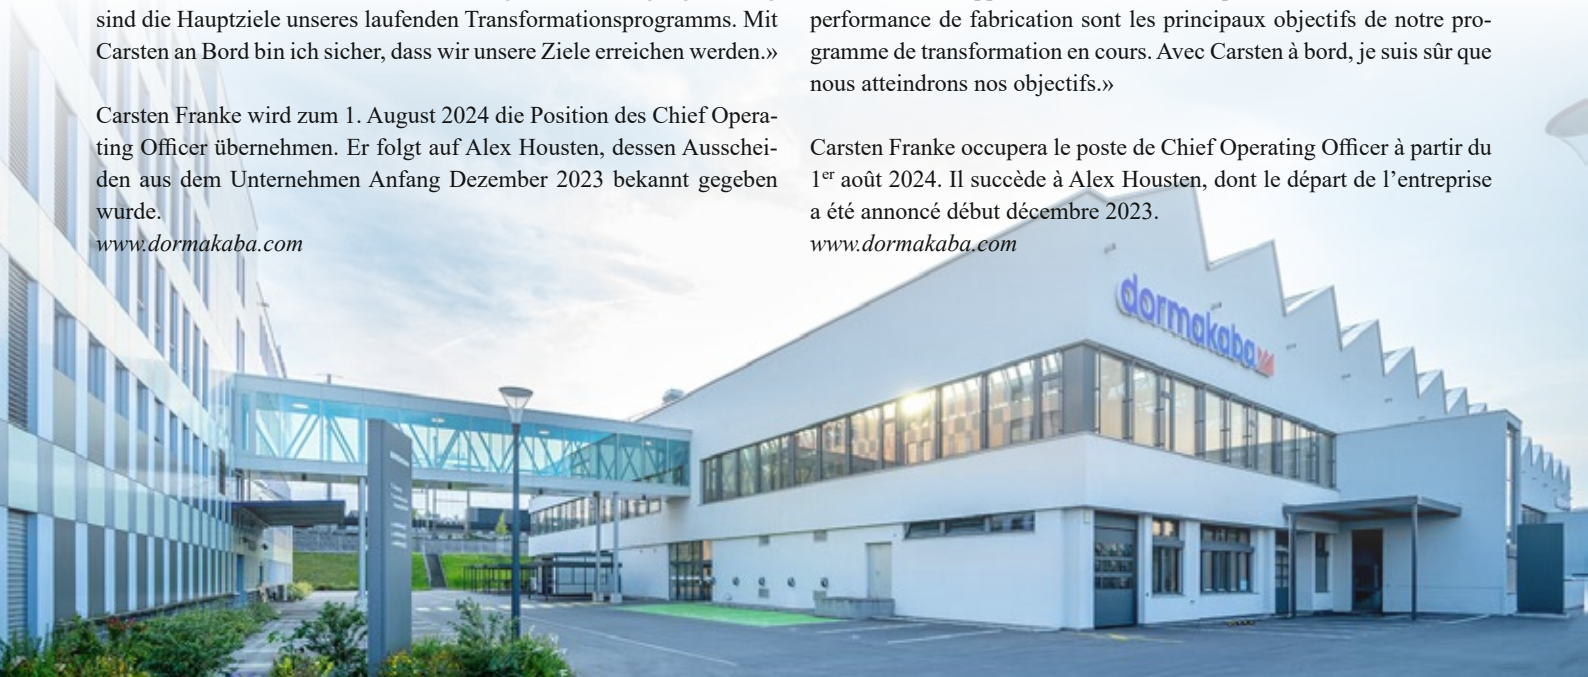 sind die Hauptziele unseres laufenden Transformationsprogramms. Mit
Carsten an Bord bin ich sicher, dass wir unsere Ziele erreichen werden.»
Carsten Franke wird zum 1. August 2024 die Position des Chief Opera-
ting Officer übernehmen. Er folgt auf Alex Housten, dessen Ausschei-
den aus dem Unternehmen Anfang Dezember 2023 bekannt gegeben
wurde.
www.dormakaba.com
performance de fabrication sont les principaux objectifs de notre pro-
gramme de transformation en cours. Avec Carsten à bord, je suis sûr que
nous atteindrons nos objectifs.»
Carsten Franke occupera le poste de Chief Operating Officer à partir du
1er août 2024. Il succède à Alex Housten, dont le départ de l’entreprise
a été annoncé début décembre 2023.
www.dormakaba.com
dormakaba